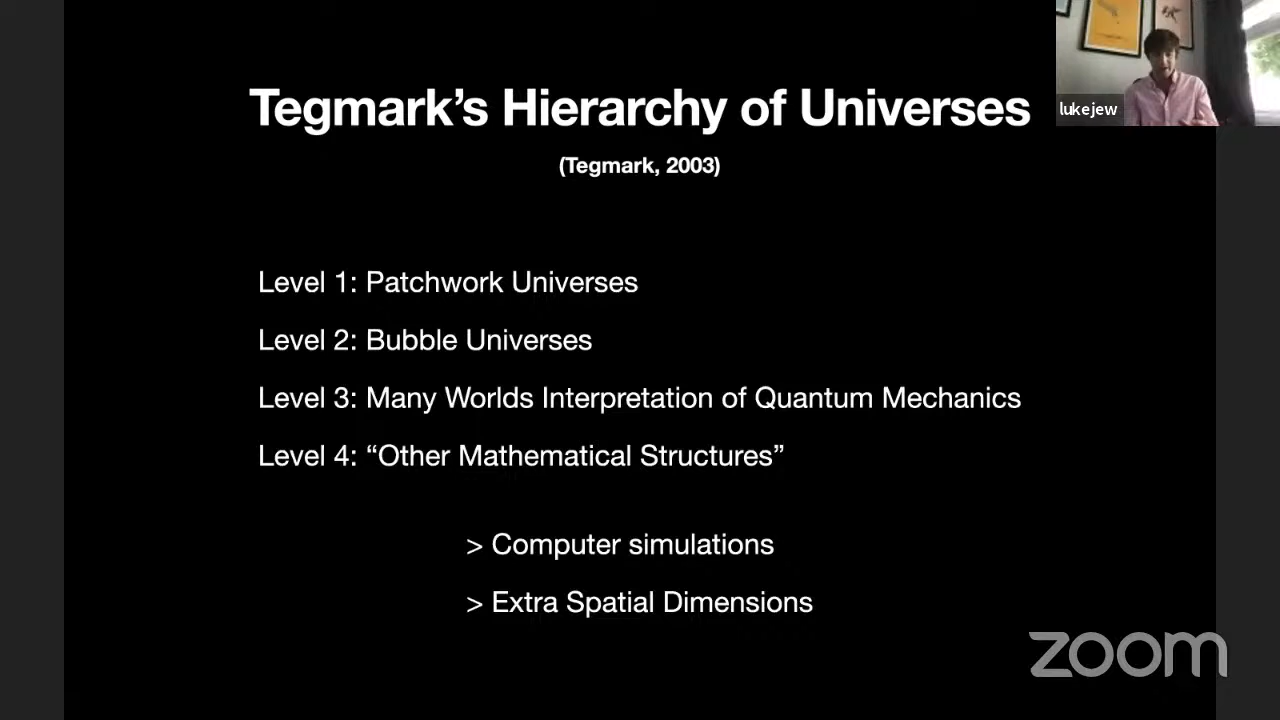 Tegmark’s Hierarchy of Universes
(Tegmark, 2003)
lukejew
Level 1: Patchwork Universes
Level 2: Bubble Universes
Level 3: Many Worlds Interpretation of Quantum Mechanics
Level 4: “Other Mathematical Structures”
> Computer simulations
> Extra Spatial Dimensions
zoom